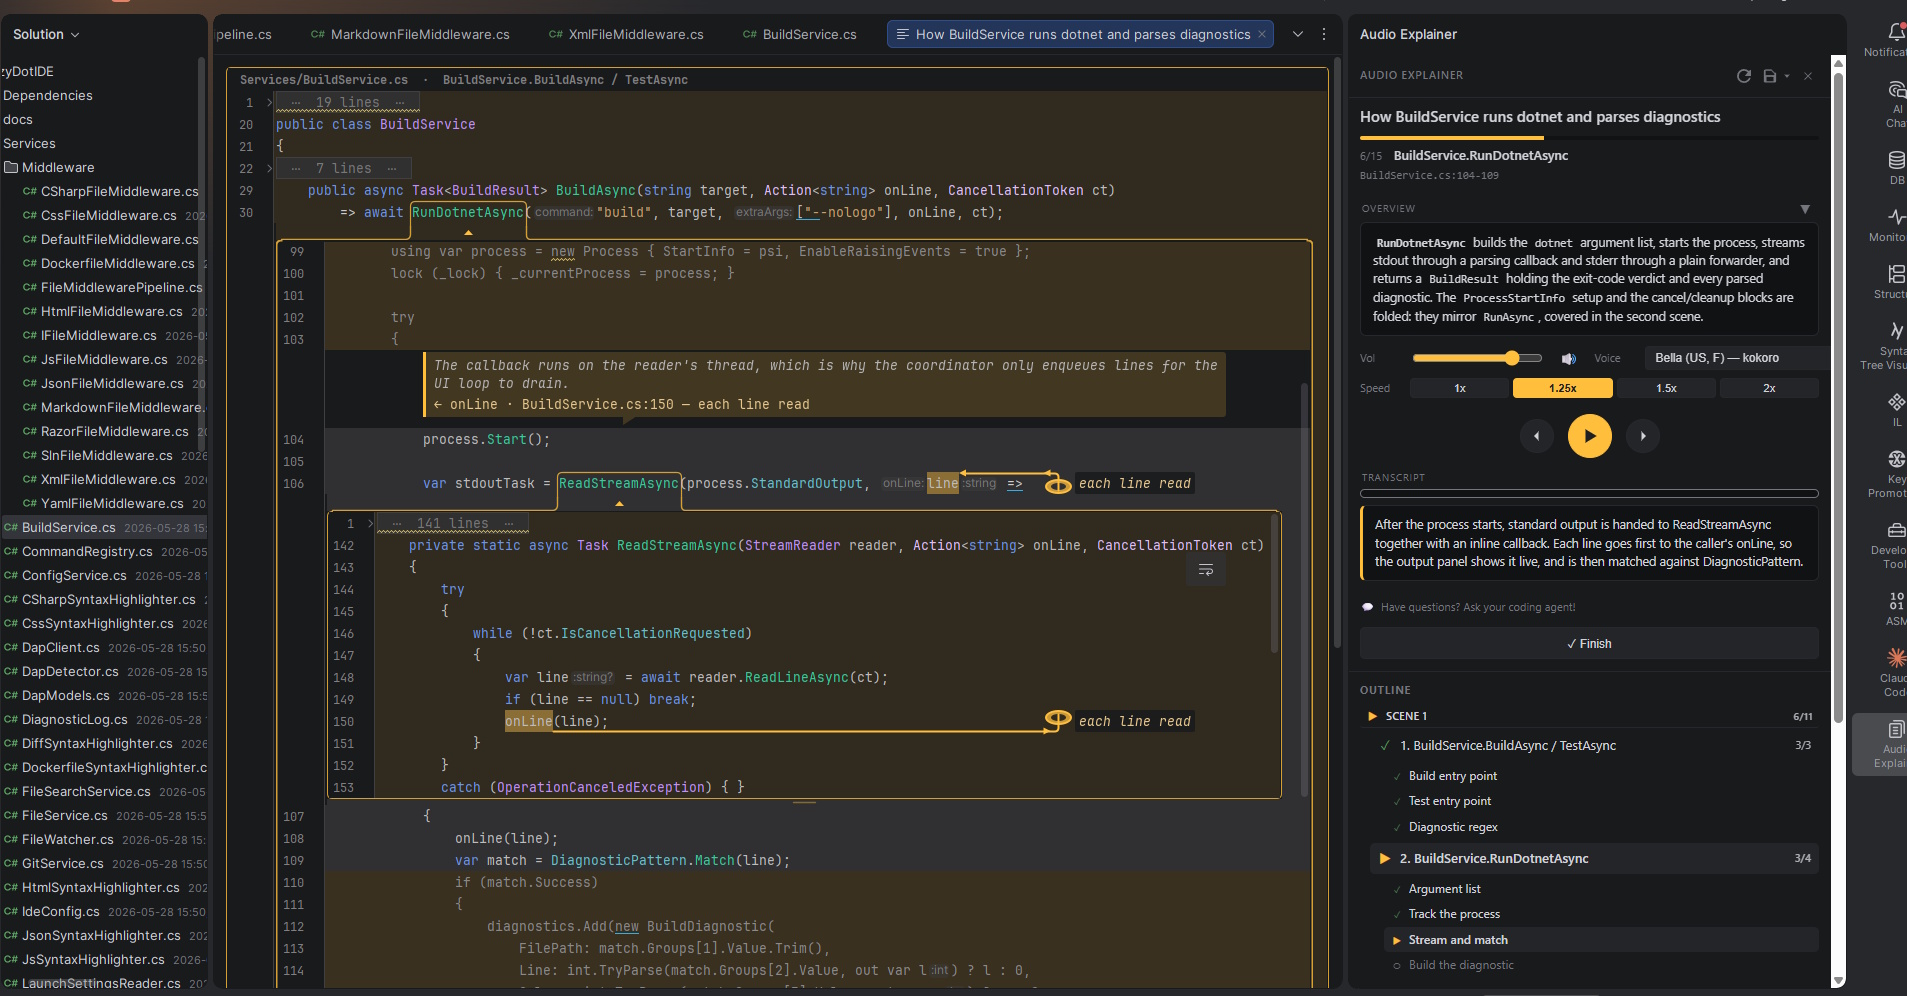 Solution
zyDotIDE
Dependencies
docs
Services
Middleware
C# CSharpFileMiddleware.cs
C# CssFileMiddleware.cs 202
C# DefaultFileMiddleware.cs
C# DockerfileMiddleware.cs
C# FileMiddlewarePipeline.cs
C# HtmlFileMiddleware.cs 20
C# IFileMiddleware.cs 2026-0
C# JsFileMiddleware.cs 2026-
C# JsonFileMiddleware.cs 20
C# MarkdownFileMiddleware.
C# RazorFileMiddleware.cs 2
C# SlnFileMiddleware.cs 202
C# XmlFileMiddleware.cs 202
C# YamlFileMiddleware.cs
C# BuildService.cs 2026-05-28 15:
C# CommandRegistry.cs 2026-05
C# ConfigService.cs 2026-05-28 1
C# CSharpSyntaxHighlighter.cs
C# CssSyntaxHighlighter.cs 2026
C# DapClient.cs 2026-05-28 15:50
C# DapDetector.cs 2026-05-28 15
C# DapModels.cs 2026-05-28 15:5
C# DiagnosticLog.cs 2026-05-28
C# DiffSyntaxHighlighter.cs 2026
C# DockerfileSyntaxHighlighter.c
C# FileSearchService.cs 2026-05
C# FileService.cs 2026-05-28 15:5
C# FileWatcher.cs 2026-05-28 15:
C# GitService.cs 2026-05-28 15:50
C# HtmlSyntaxHighlighter.cs 202
C# IdeConfig.cs 2026-05-28 15:50
C# JsonSyntaxHighlighter.cs 202
C# JsSyntaxHighlighter.cs 2026-
C# LaunchSettingsReader.cs 20
peline.cs C# MarkdownFileMiddleware.cs C# XmlFileMiddleware.cs C# BuildService.cs How BuildService runs dotnet and parses diagnostics
Services/BuildService.cs · BuildService.BuildAsync / TestAsync
1 ⋯ 19 lines ⋯
20 public class BuildService
21 {
22 ⋯ 7 lines ⋯
29 public async Task<BuildResult> BuildAsync(string target, Action<string> onLine, CancellationToken ct)
30 => await RunDotnetAsync(command: "build", target, extraArgs: ["--nologo"], onLine, ct);
99 using var process = new Process { StartInfo = psi, EnableRaisingEvents = true };
100 lock (_lock) { _currentProcess = process; }
101
102 try
103 {
The callback runs on the reader's thread, which is why the coordinator only enqueues lines for the
UI loop to drain.
← onLine · BuildService.cs:150 — each line read
104 process.Start();
105
106 var stdoutTask = ReadStreamAsync(process.StandardOutput, onLine: line :string => each line read
1 ⋯ 141 lines ⋯
142 private static async Task ReadStreamAsync(StreamReader reader, Action<string> onLine, CancellationToken ct)
143 {
144 try
145 {
146 while (!ct.IsCancellationRequested)
147 {
148 var line :string? = await reader.ReadLineAsync(ct);
149 if (line == null) break;
150 onLine(line); each line read
151 }
152 }
153 catch (OperationCanceledException) { }
107 {
108 onLine(line);
109 var match = DiagnosticPattern.Match(line);
110 if (match.Success)
111 {
112 diagnostics.Add(new BuildDiagnostic(
113 FilePath: match.Groups[1].Value.Trim(),
114 Line: int.TryParse(match.Groups[2].Value, out var l :int) ? l : 0,
Audio Explainer
AUDIO EXPLAINER
How BuildService runs dotnet and parses diagnostics
6/15 BuildService.RunDotnetAsync
BuildService.cs:104-109
OVERVIEW
RunDotnetAsync builds the dotnet argument list, starts the process, streams
stdout through a parsing callback and stderr through a plain forwarder, and
returns a BuildResult holding the exit-code verdict and every parsed
diagnostic. The ProcessStartInfo setup and the cancel/cleanup blocks are
folded: they mirror RunAsync, covered in the second scene.
Vol Voice Bella (US, F) — kokoro
Speed 1x 1.25x 1.5x 2x
TRANSCRIPT
After the process starts, standard output is handed to ReadStreamAsync
together with an inline callback. Each line goes first to the caller's onLine, so
the output panel shows it live, and is then matched against DiagnosticPattern.
Have questions? Ask your coding agent!
✓ Finish
OUTLINE
SCENE 1 6/11
✓ 1. BuildService.BuildAsync / TestAsync 3/3
✓ Build entry point
✓ Test entry point
✓ Diagnostic regex
2. BuildService.RunDotnetAsync 3/4
✓ Argument list
✓ Track the process
Stream and match
Build the diagnostic
Notificat
AI
Cha
DB
Monito
Structu
Synta
Tree Visu
IL
Key
Promot
Develo
Tool
10
01
ASM
Claud
Cod
Audi
Explai